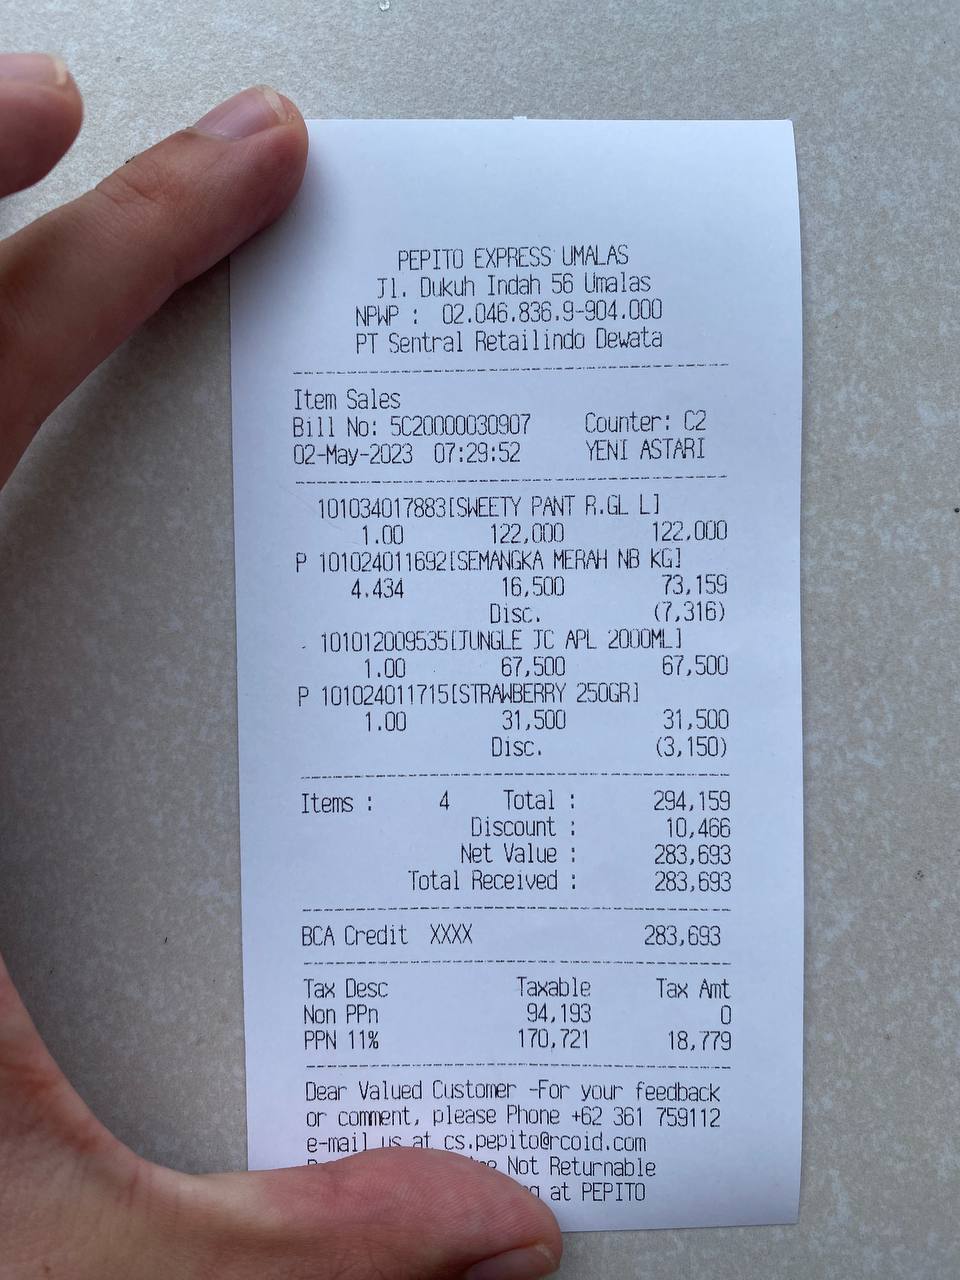 PEPITO EXPRESS UMALAS
Jl. Dukuh Indah 56 Umalas
NPWP : 02.046.836.9-904.000
PT Sentral Retailindo Dewata
Item Sales
Bill No: 5C20000030907 Counter: C2
02-May-2023 07:29:52 YENI ASTARI
101034017883[SWEETY PANT R.GL L]
1.00 122,000 122,000
P 101024011692[SEMANGKA MERAH NB KG]
4.434 16,500 73,159
Disc. (7,316)
101012009535[JUNGLE JC APL 2000ML]
1.00 67,500 67,500
P 101024011715[STRAWBERRY 250GR]
1.00 31,500 31,500
Disc. (3,150)
Items : 4 Total : 294,159
Discount : 10,466
Net Value : 283,693
Total Received : 283,693
BCA Credit XXXX 283,693
Tax Desc Taxable Tax Amt
Non PPn 94,193 0
PPN 11% 170,721 18,779
Dear Valued Customer -For your feedback
or comment, please Phone +62 361 759112
e-mail us at cs.pepito@rcoid.com
Not Returnable
at PEPITO